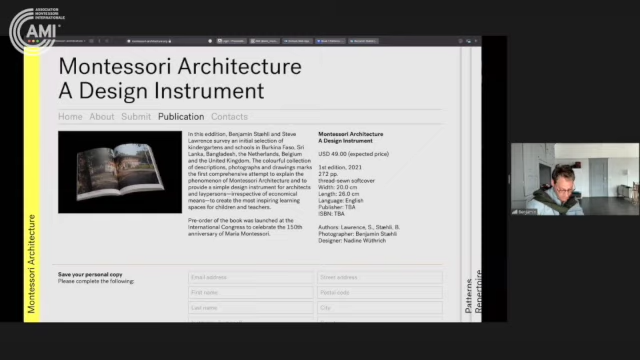 ASSOCIATION
MONTESSORI
INTERNATIONALE
AMI
Montessori Architecture
A Design Instrument
Home About Submit Publication Contacts
In this eddition, Benjamin Stæhli and Steve
Lawrence survey an initial selection of
kindergartens and schools in Burkina Faso, Sri
Lanka, Bangladesh, the Netherlands, Belgium
and the United Kingdom. The colourful collection
of descriptions, photographs and drawings marks
the first comprehensive attempt to explain the
phenomenon of Montessori Architecture and to
provide a simple design instrument for architects
and laypersons—irrespective of economical
means—to create the most inspiring learning
spaces for children and teachers.
Pre-order of the book was launched at the
International Congress to celebrate the 150th
anniversary of Maria Montessori.
Montessori Architecture
A Design Instrument
USD 49.00 (expected price)
1st edition, 2021
272 pp.
thread-sewn softcover
Width: 20.0 cm
Length: 26.0 cm
Language: English
Publisher: TBA
ISBN: TBA
Authors: Lawrence, S., Stæhli, B.
Photographer: Benjamin Stæhli
Designer: Nadine Wüthrich
Save your personal copy
Please complete the following:
Email address
Street address
First name
Postal code
Last name
City
Montessori Architecture
Patterns
Repertoire
Benjamin